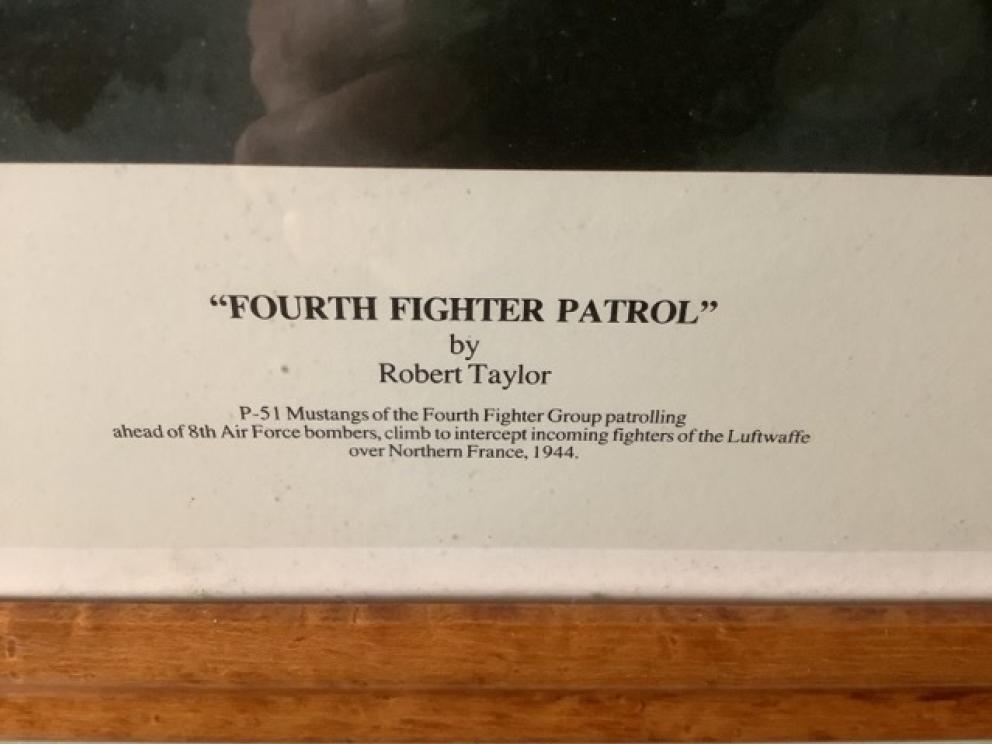 “FOURTH FIGHTER PATROL”
by
Robert Taylor
P-51 Mustangs of the Fourth Fighter Group patrolling
ahead of 8th Air Force bombers, climb to intercept incoming fighters of the Luftwaffe
over Northern France, 1944.